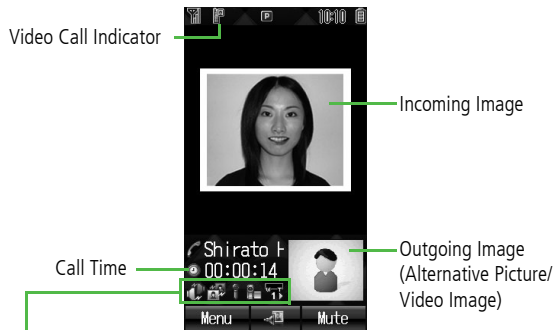 10:10
Video Call Indicator
Incoming Image
Shirato H
Call Time
00:00:14
Outgoing Image
(Alternative Picture/
Video Image)
Menu
Mute